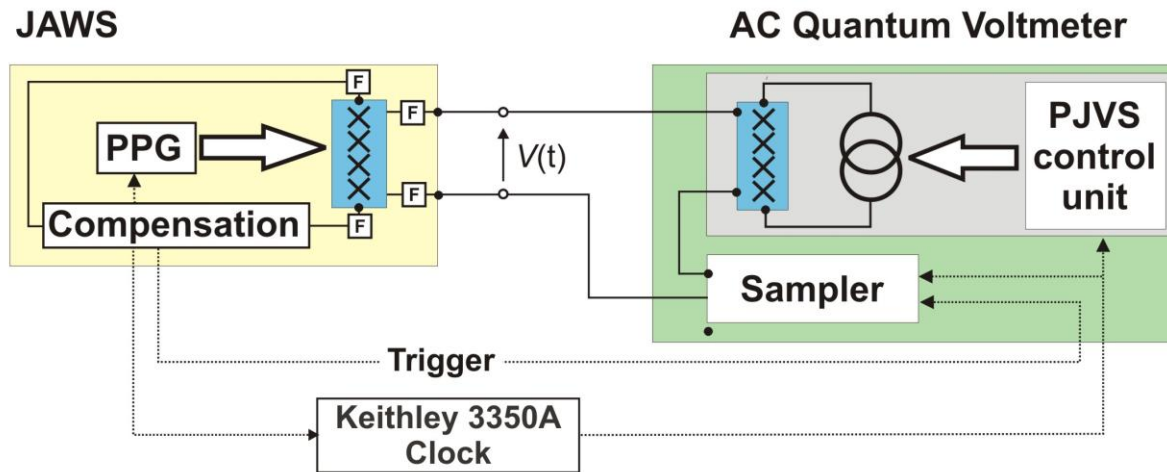 JAWS
AC Quantum Voltmeter
F
PPG
F
V(t)
PJVS
control
unit
F
Compensation
F
Sampler
Trigger
Keithley 3350A
Clock